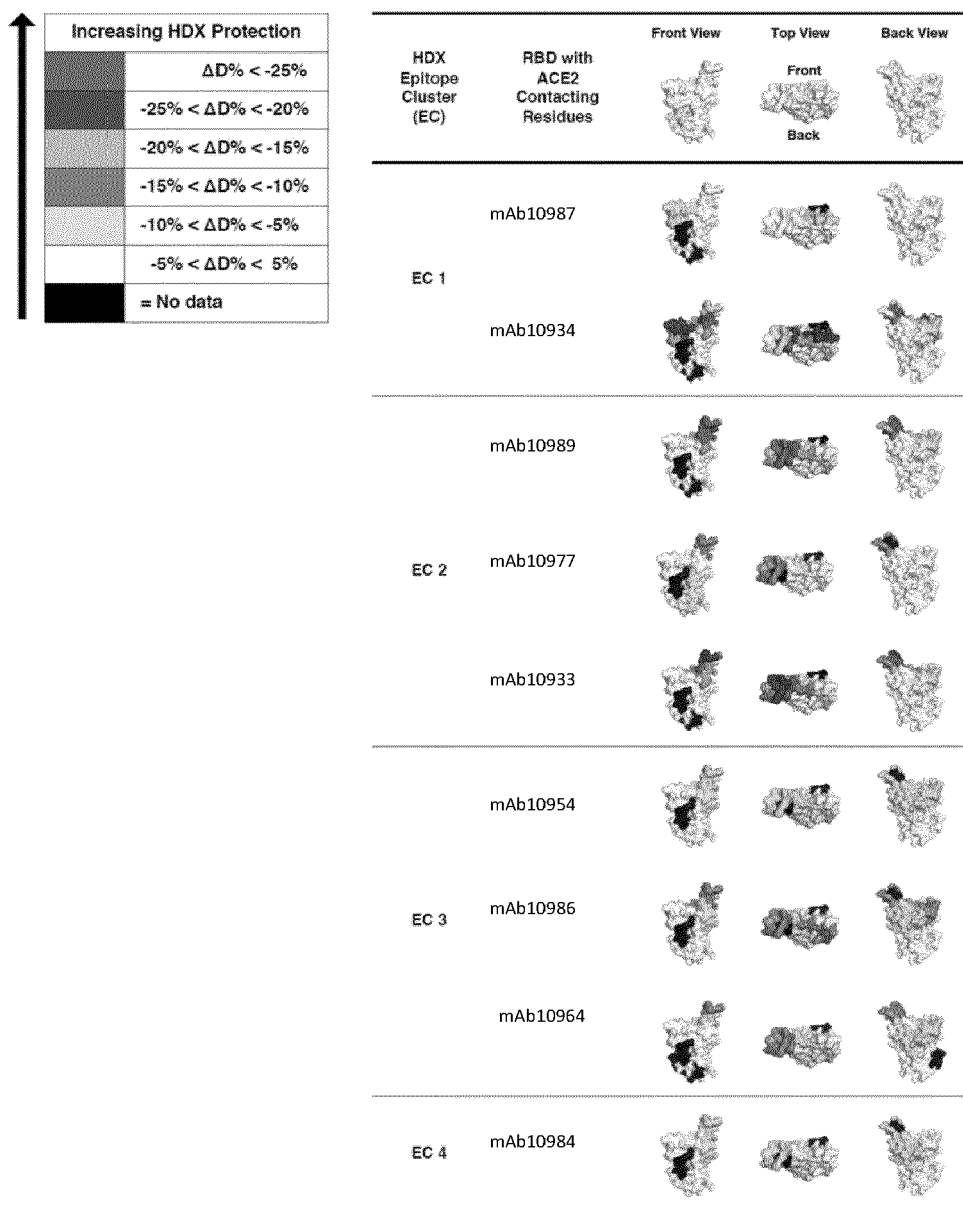 Increasing HDX Protection
ΔD% < -25%
-25% < ΔD% < -20%
-20% < ΔD% < -15%
-15% < ΔD% < -10%
-10% < ΔD% < -5%
-5% < ΔD% < 5%
= No data
HDX
Epitope
Cluster
(EC)
RBD with
ACE2
Contacting
Residues
Front View
Top View
Back View
Front
Back
EC 1
mAb10987
mAb10934
EC 2
mAb10989
mAb10977
mAb10933
EC 3
mAb10954
mAb10986
mAb10964
EC 4
mAb10984